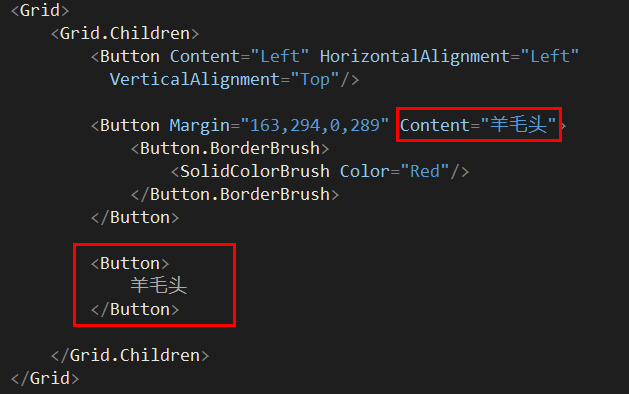 <Grid>
<Grid.Children>
<Button Content="Left" HorizontalAlignment="Left"
VerticalAlignment="Top"/>
<Button Margin="163,294,0,289" Content="羊毛头">
<Button.BorderBrush>
<SolidColorBrush Color="Red"/>
</Button.BorderBrush>
</Button>
<Button>
羊毛头
</Button>
</Grid.Children>
</Grid>